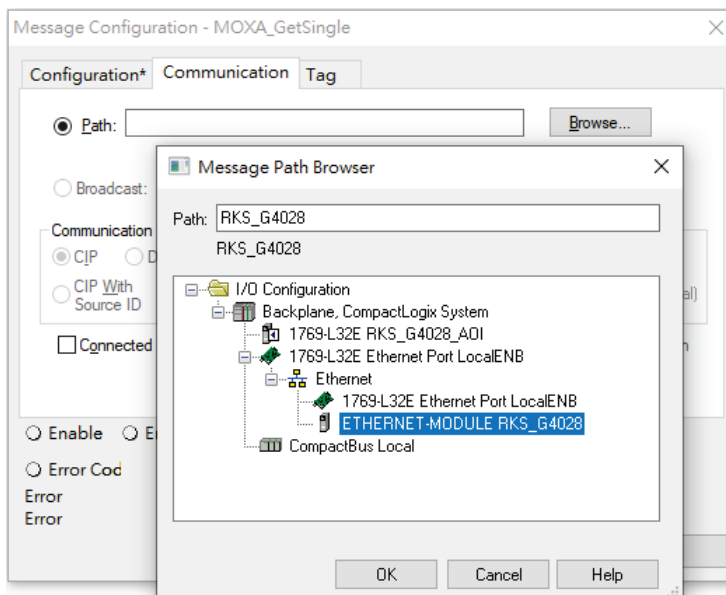 Message Configuration - MOXA_GetSingle
Configuration* Communication Tag
Path: Browse...
Message Path Browser
Broadcast:
Path: RKS_G4028
RKS_G4028
Communication
CIP D
CIP With
Source ID
al)
Connected
I/O Configuration
Backplane, CompactLogix System
1769-L32E RKS_G4028_AOI
1769-L32E Ethernet Port LocalENB
Ethernet
1769-L32E Ethernet Port LocalENB
ETHERNET-MODULE RKS_G4028
CompactBus Local
Enable
Error Cod
Error
Error
OK Cancel Help